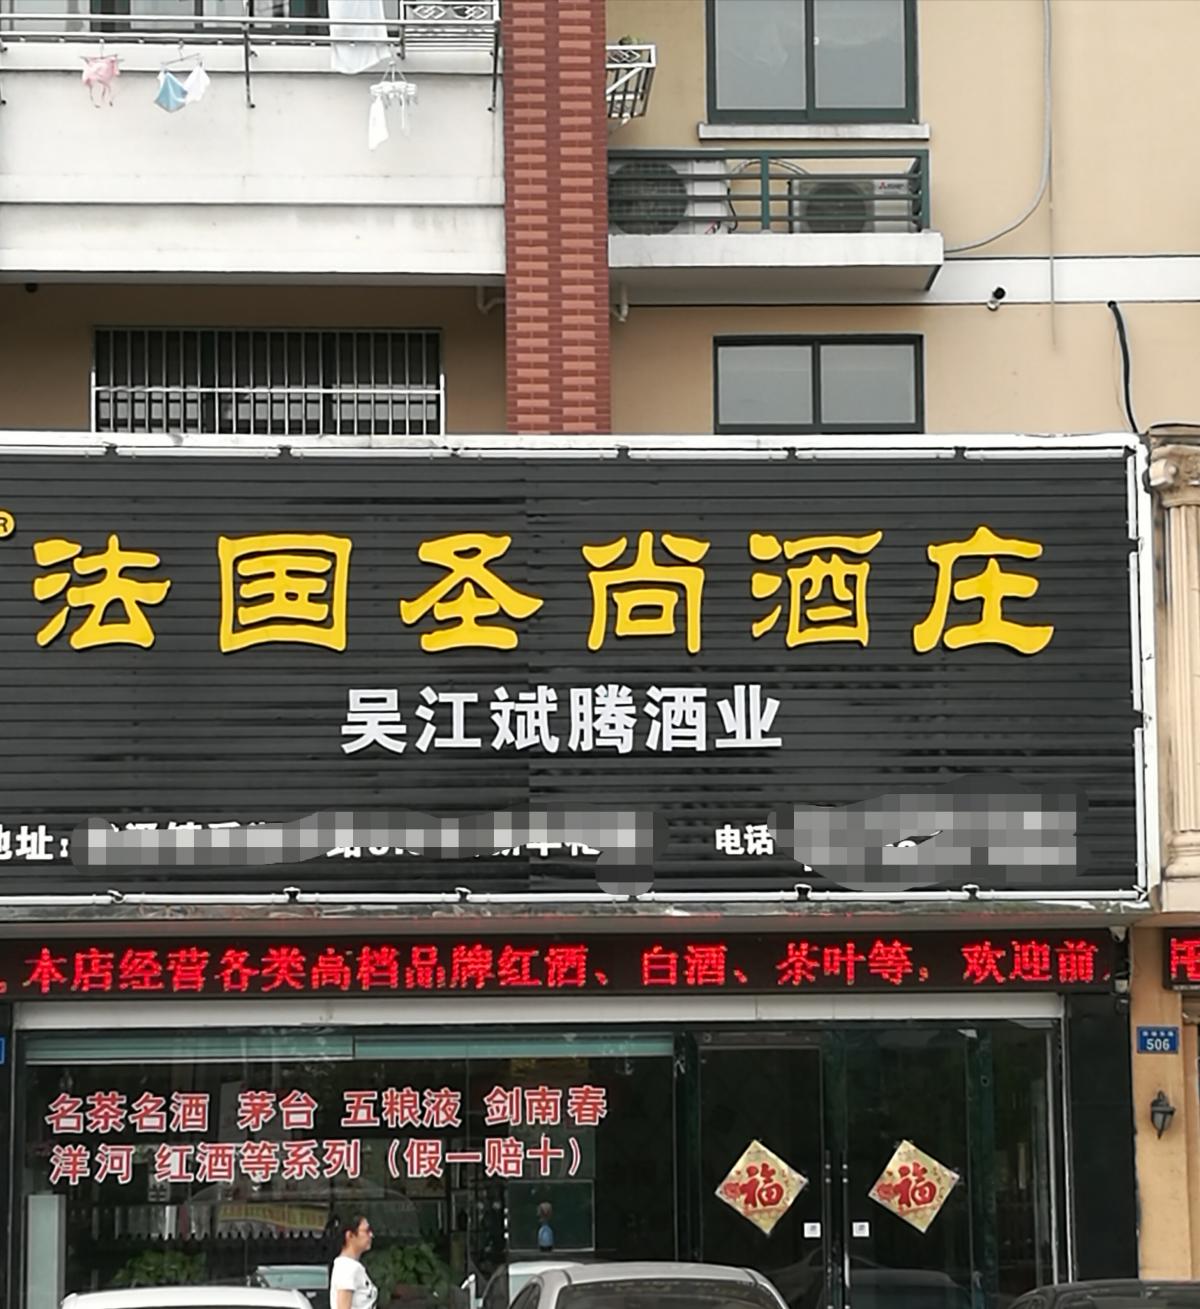 ®
法国圣尚酒庄
吴江斌腾酒业
地址:
电话
本店经营各类高档品牌红酒、白酒、茶叶等，欢迎前
506
名茶名酒 茅台 五粮液 剑南春
洋河 红酒等系列（假一赔十）
福 福